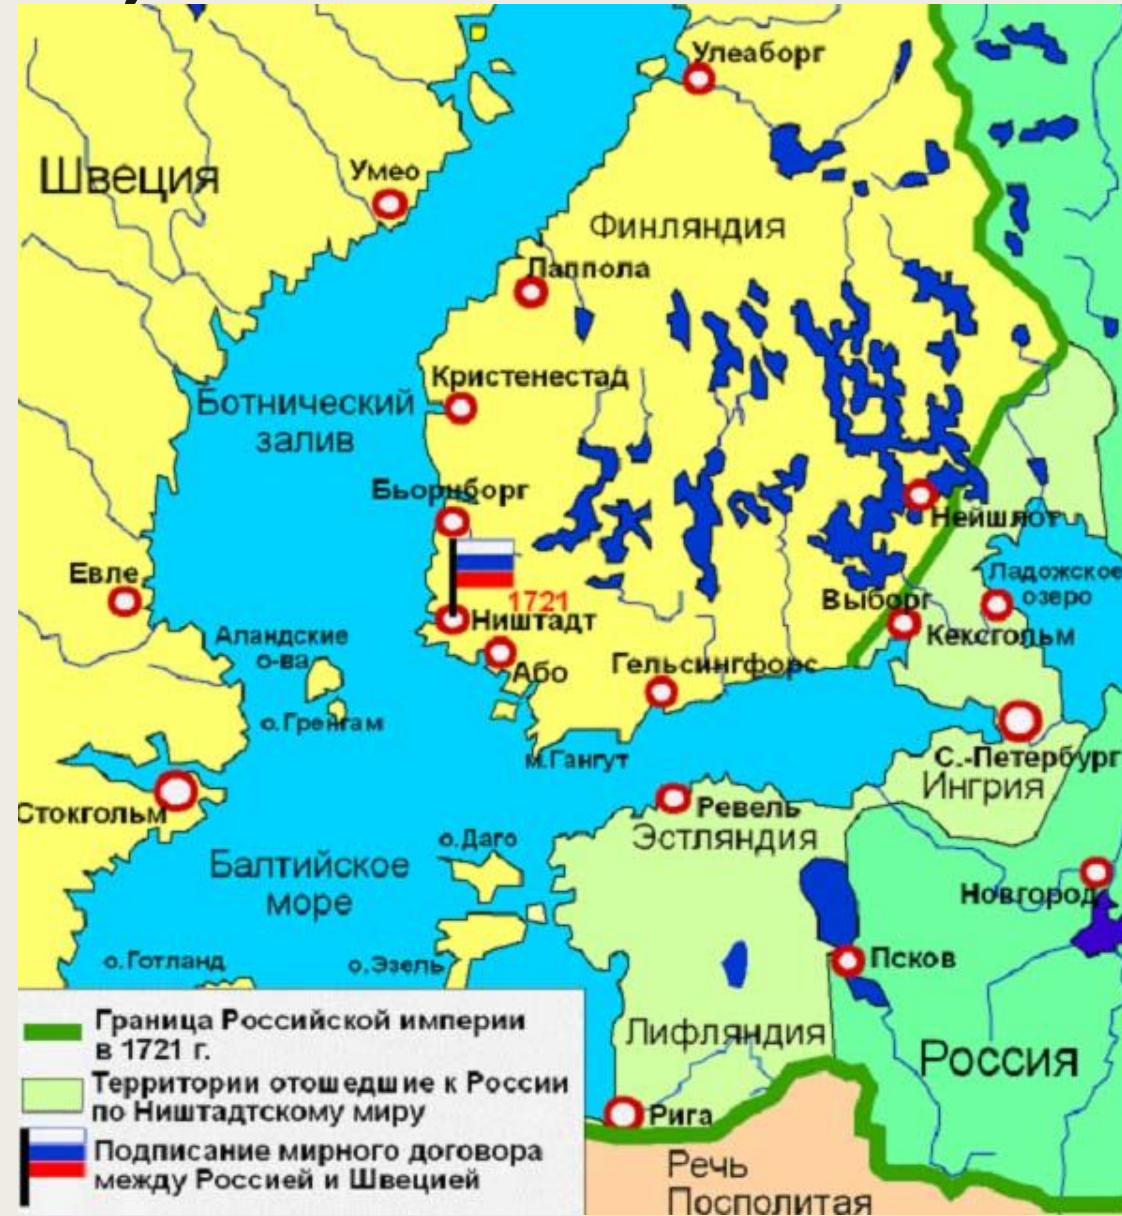 Улеаборг
Швеция
Умео
Финляндия
Лаппола
Кристенестад
Ботнический
залив
Бьорнборг
Нейшлот
Евле
Ладожское
озеро
1721
Выборг
Ништадт
Кексгольм
Аландские
о-ва
Або
Гельсингфорс
о.Гренгам
м.Гангут
С.-Петербург
Ингрия
Стокгольм
Ревель
Эстляндия
о.Даго
Балтийское
море
Новгород
о.Готланд
о.Эзель
Псков
Лифляндия
Россия
Рига
Речь
Посполитая
Граница Российской империи
в 1721 г.
Территории отошедшие к России
по Ништадтскому миру
Подписание мирного договора
между Россией и Швецией